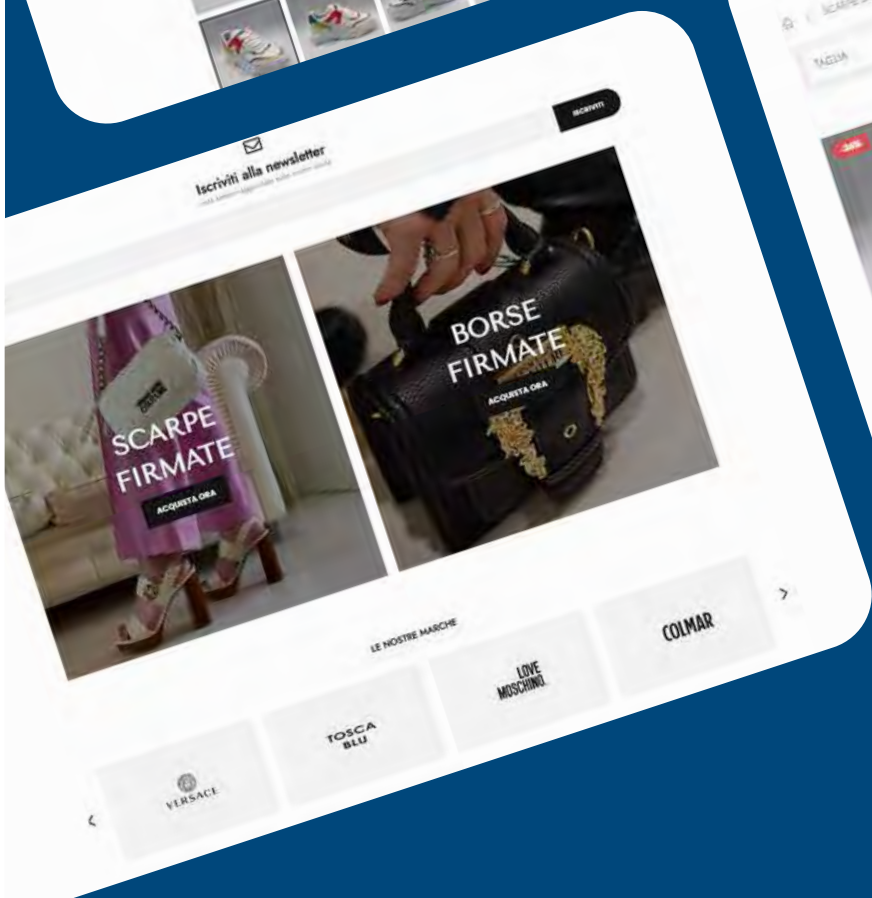 Iscriviti alla newsletter
ISCRIVITI
SCARPE
FIRMATE
ACQUISTA ORA
BORSE
FIRMATE
ACQUISTA ORA
LE NOSTRE MARCHE
VERSACE
TOSCA
BLU
LOVE
MOSCHINO
COLMAR
TAGLIA